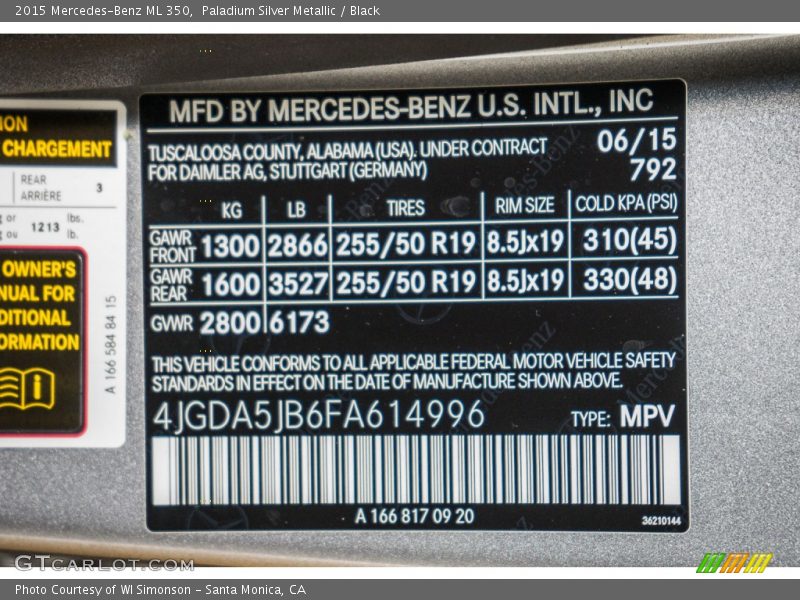 2015 Mercedes-Benz ML 350, Paladium Silver Metallic / Black
ION
CHARGEMENT
REAR
ARRIÈRE
3
or
ou
1213
lbs.
lb.
OWNER'S
NUAL FOR
DITIONAL
ORMATION
A 166 584 84 15
MFD BY MERCEDES-BENZ U.S. INTL., INC
TUSCALOOSA COUNTY, ALABAMA (USA). UNDER CONTRACT
FOR DAIMLER AG, STUTTGART (GERMANY)
06/15
792
KG LB TIRES RIM SIZE COLD KPA (PSI)
GAWR
FRONT 1300 2866 255/50 R19 8.5Jx19 310(45)
GAWR
REAR 1600 3527 255/50 R19 8.5Jx19 330(48)
GWR 2800 6173
THIS VEHICLE CONFORMS TO ALL APPLICABLE FEDERAL MOTOR VEHICLE SAFETY
STANDARDS IN EFFECT ON THE DATE OF MANUFACTURE SHOWN ABOVE.
4JGDA5JB6FA614996 TYPE: MPV
A 166 817 09 20
36210144
GTCARLOT.COM
Photo Courtesy of WI Simonson - Santa Monica, CA